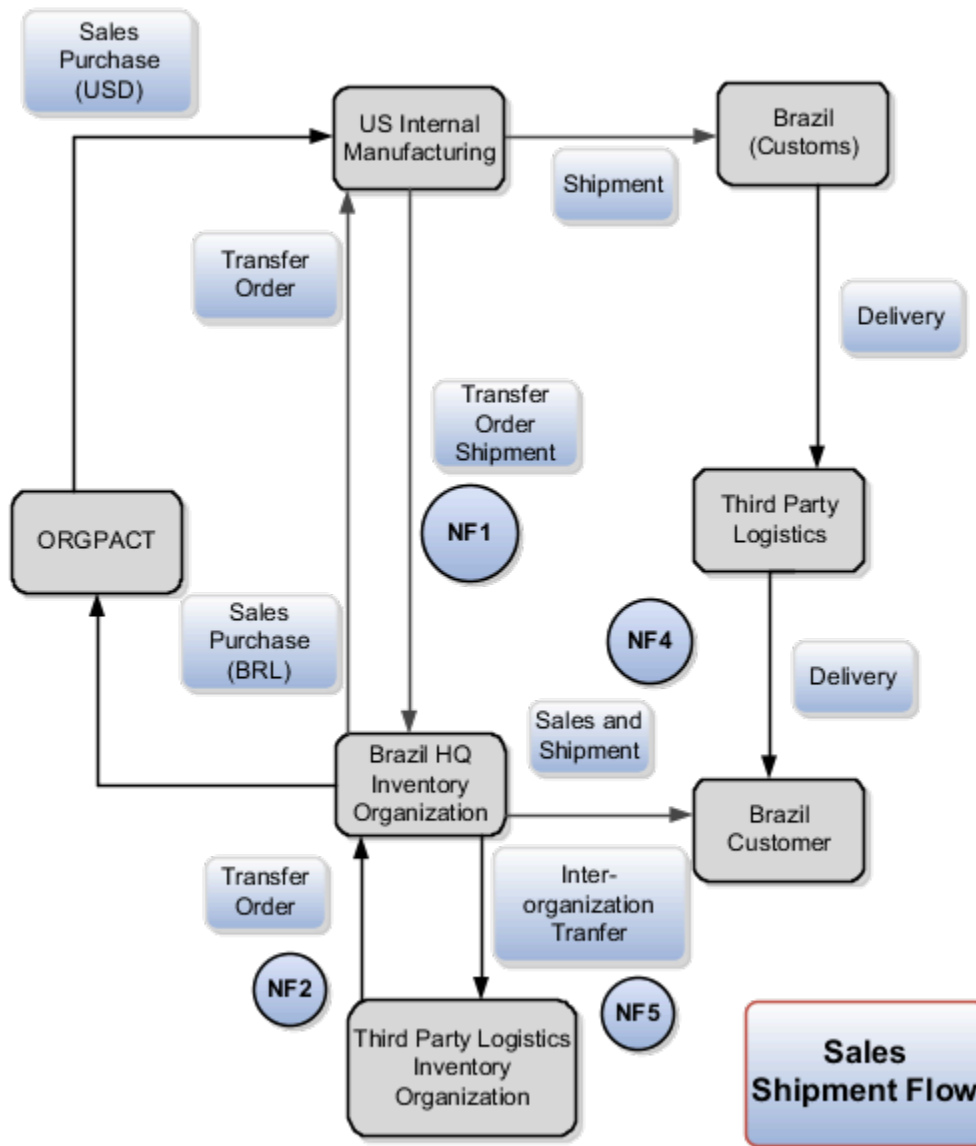 Sales
Purchase
(USD)
US Internal
Manufacturing
Brazil
(Customs)
Shipment
Transfer
Order
Delivery
Transfer
Order
Shipment
ORGPACT
NF1
Third Party
Logistics
Sales
Purchase
(BRL)
NF4
Delivery
Sales and
Shipment
Brazil HQ
Inventory
Organization
Brazil
Customer
Transfer
Order
Inter-
organization
Tranfer
NF2
NF5
Third Party Logistics
Inventory
Organization
Sales
Shipment Flow